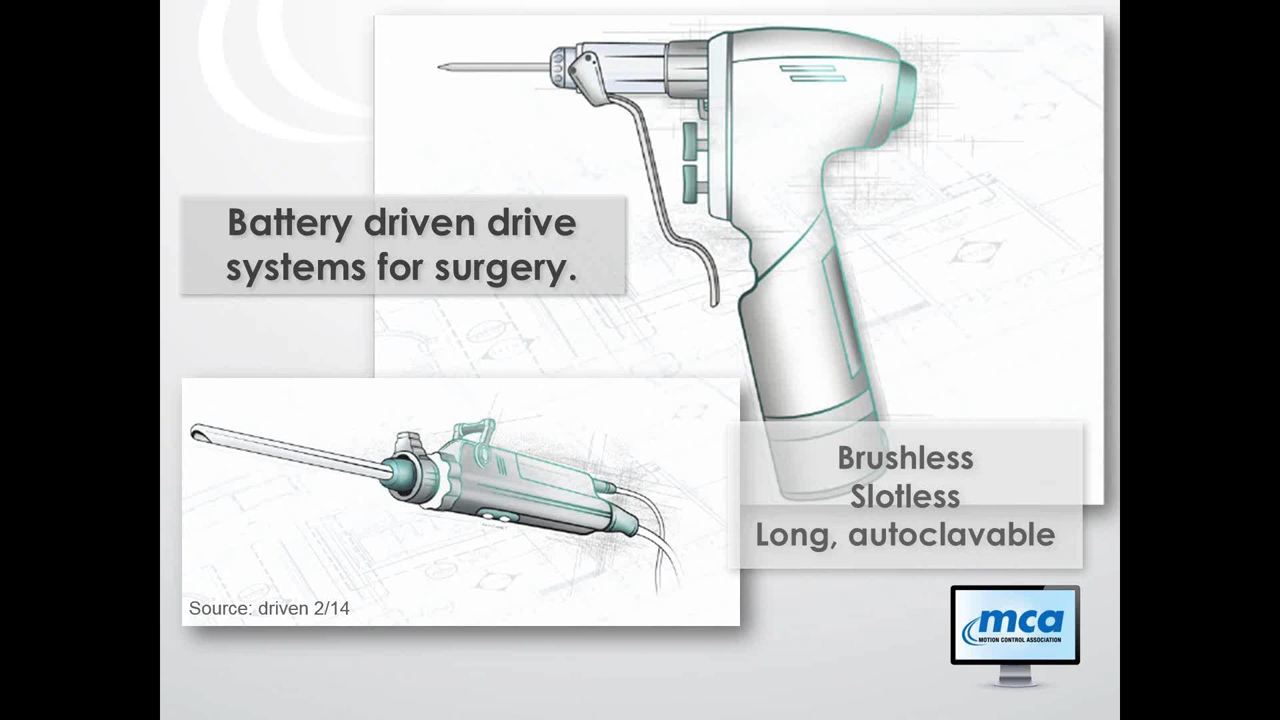 Battery driven drive
systems for surgery.
Brushless
Slotless
Long, autoclavable
Source: driven 2/14
mca
MOTION CONTROL ASSOCIATION